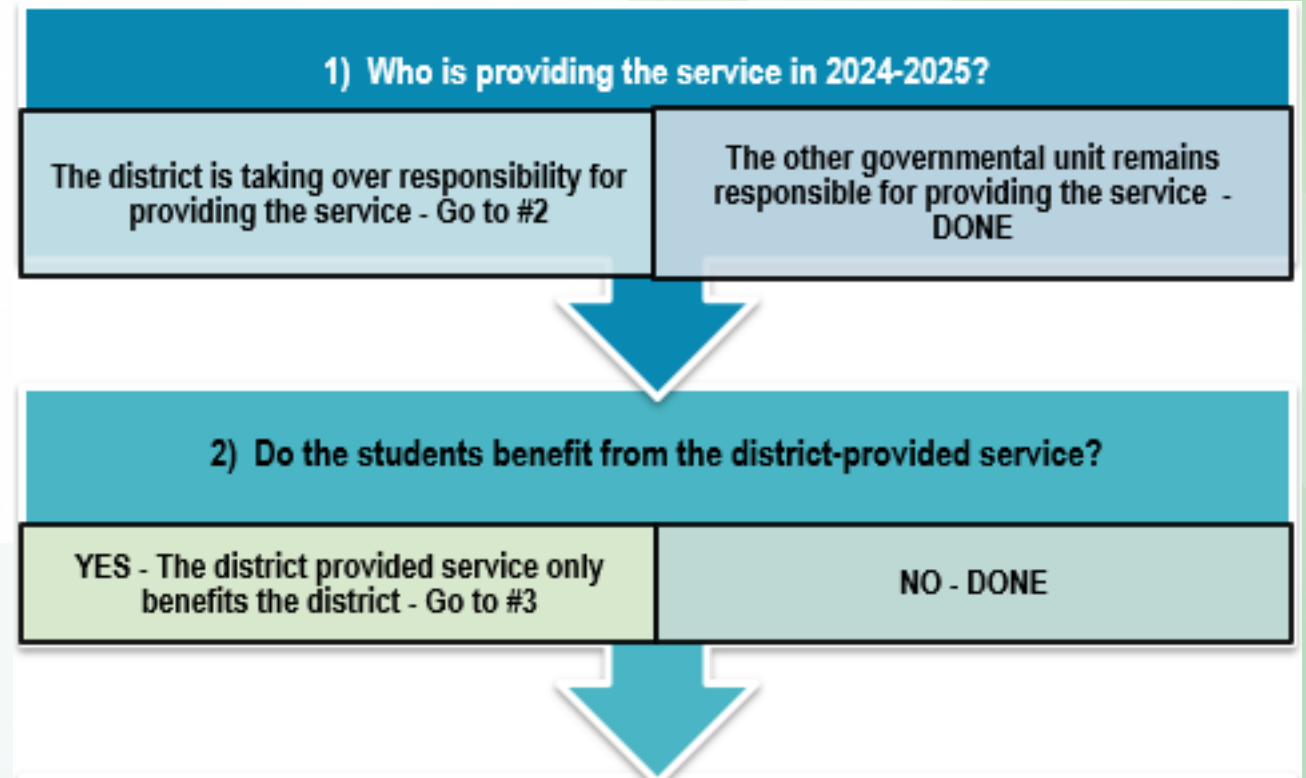 1) Who is providing the service in 2024-2025?
The district is taking over responsibility for
providing the service - Go to #2
The other governmental unit remains
responsible for providing the service -
DONE
2) Do the students benefit from the district-provided service?
YES - The district provided service only
benefits the district - Go to #3
NO - DONE